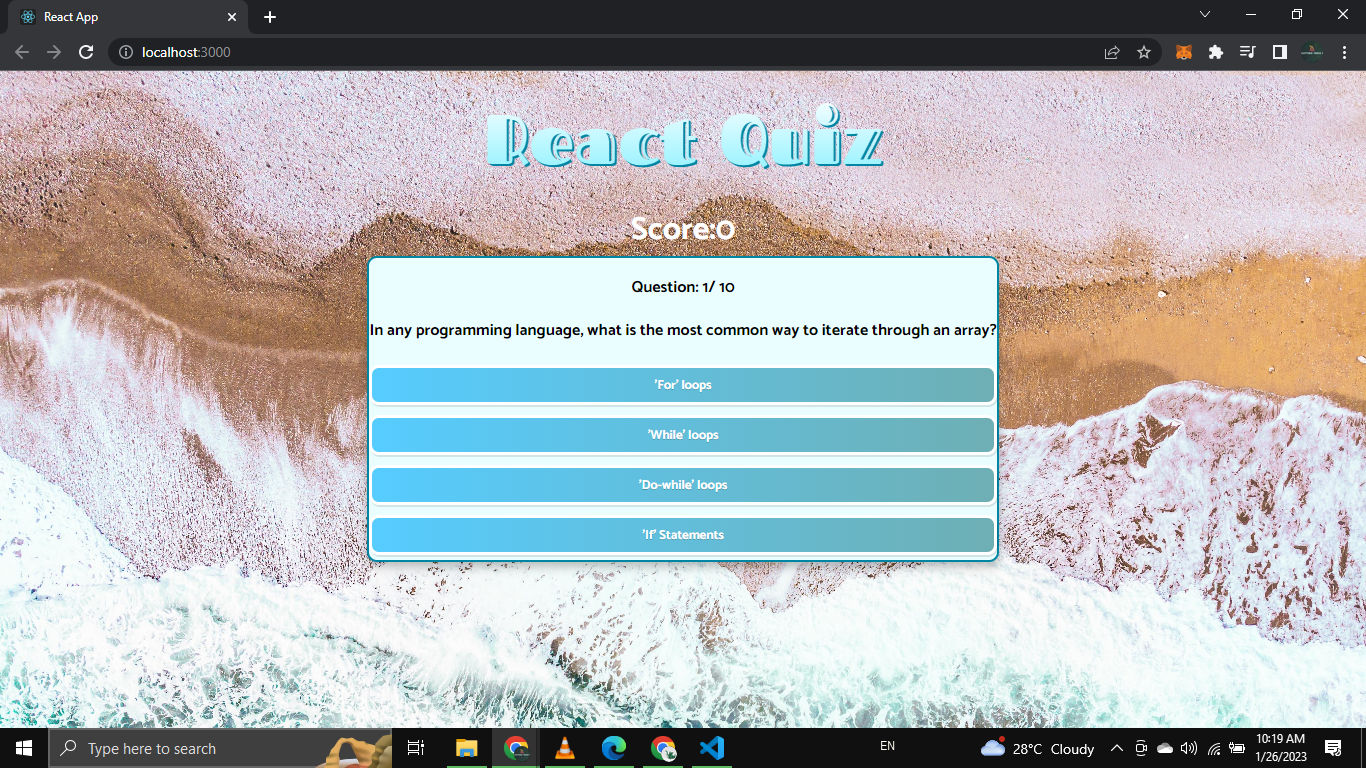 React App
localhost:3000
React Quiz
Score:0
Question: 1/ 10
In any programming language, what is the most common way to iterate through an array?
'For' loops
'While' loops
'Do-while' loops
'If' Statements
Type here to search
EN
28°C Cloudy
10:19 AM
1/26/2023